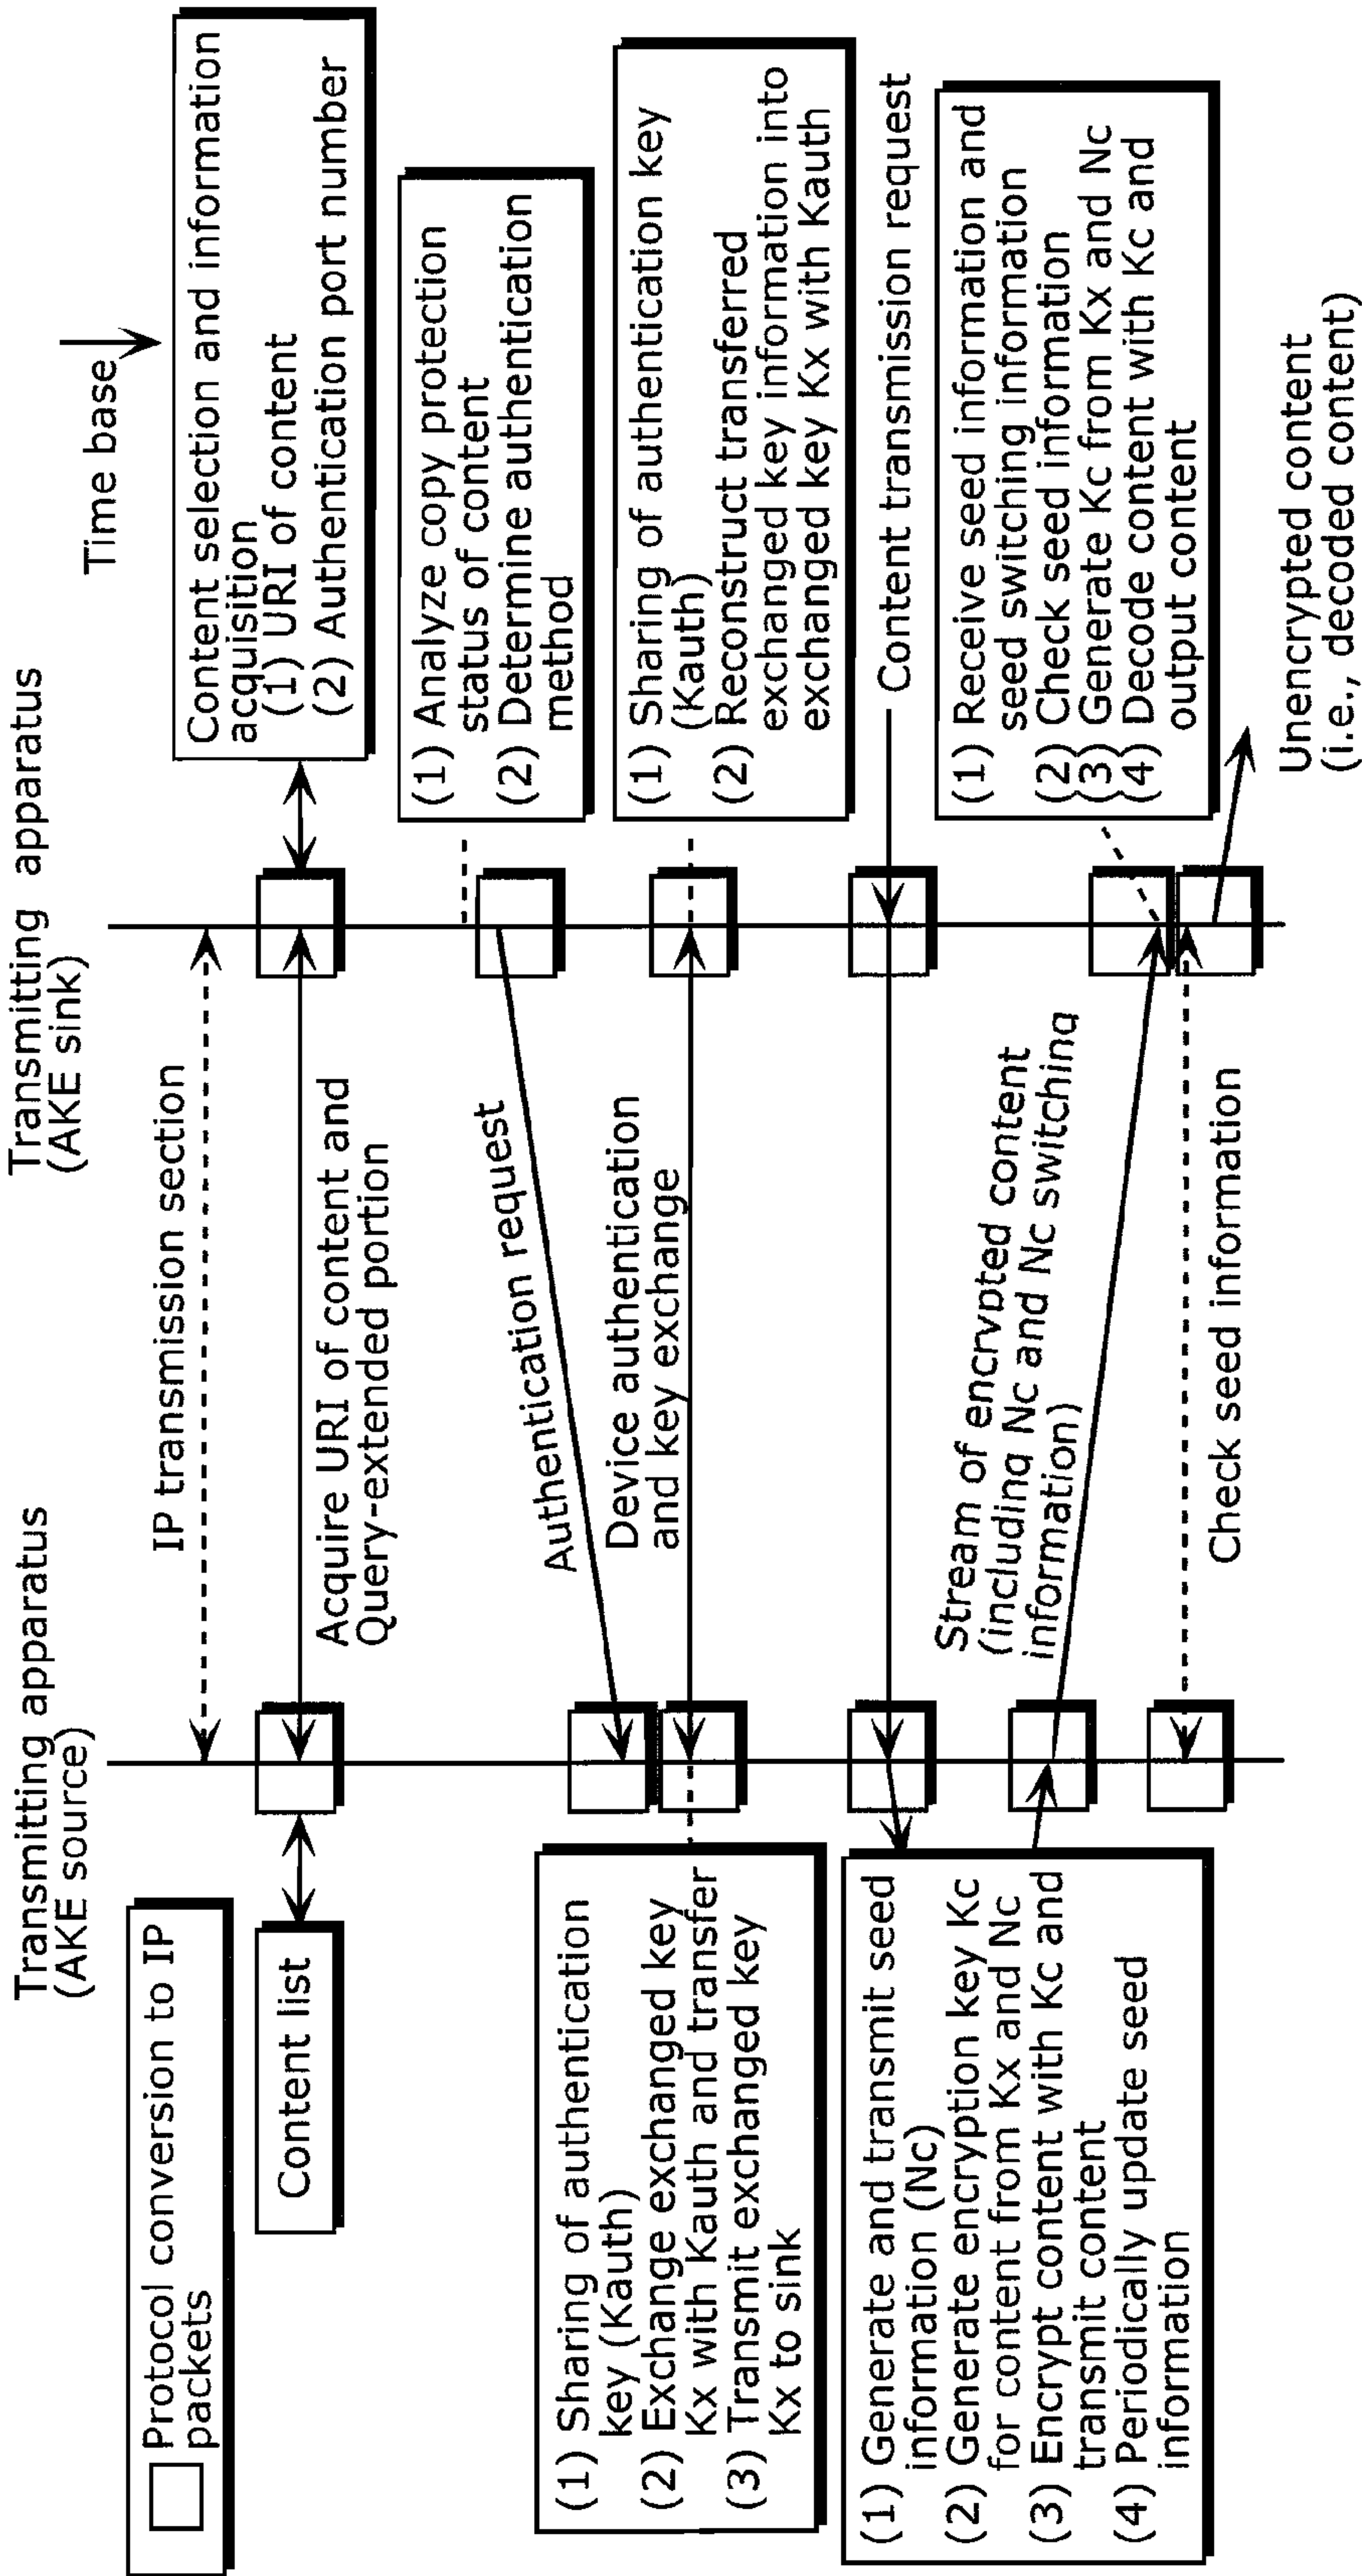 Transmitting apparatus
(AKE source)
Transmitting apparatus
(AKE sink)
Time base
Protocol conversion to IP
packets
IP transmission section
Content list
Acquire URI of content and
Query-extended portion
Content selection and information
acquisition
(1) URI of content
(2) Authentication port number
(1) Analyze copy protection
status of content
(2) Determine authentication
method
Authentication request
(1) Sharing of authentication
key (Kauth)
(2) Exchange exchanged key
Kx with Kauth and transfer
(3) Transmit exchanged key
Kx to sink
Device authentication
and key exchange
(1) Sharing of authentication key
(Kauth)
(2) Reconstruct transferred
exchanged key information into
exchanged key Kx with Kauth
Content transmission request
(1) Generate and transmit seed
information (Nc)
(2) Generate encryption key Kc
for content from Kx and Nc
(3) Encrypt content with Kc and
transmit content
(4) Periodically update seed
information
Stream of encrypted content
(including Nc and Nc switching
information)
(1) Receive seed information and
seed switching information
(2) Check seed information
(3) Generate Kc from Kx and Nc
(4) Decode content with Kc and
output content
Check seed information
Unencrypted content
(i.e., decoded content)